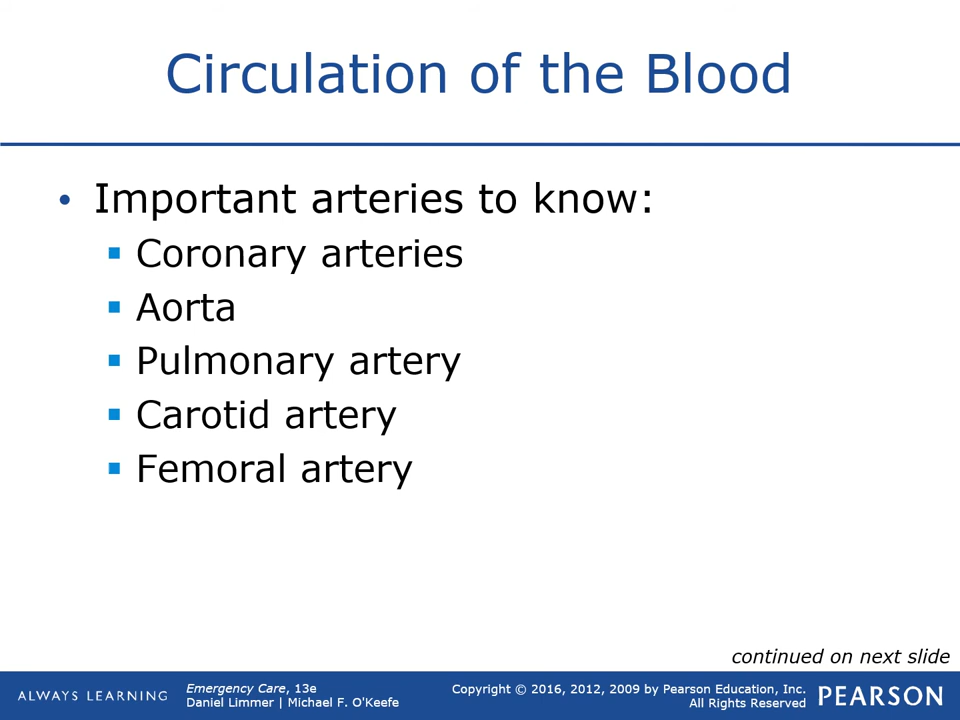 Circulation of the Blood
• Important arteries to know:
▪ Coronary arteries
▪ Aorta
▪ Pulmonary artery
▪ Carotid artery
▪ Femoral artery
continued on next slide
ALWAYS LEARNING
Emergency Care, 13e
Daniel Limmer | Michael F. O'Keefe
Copyright © 2016, 2012, 2009 by Pearson Education, Inc.
All Rights Reserved
PEARSON